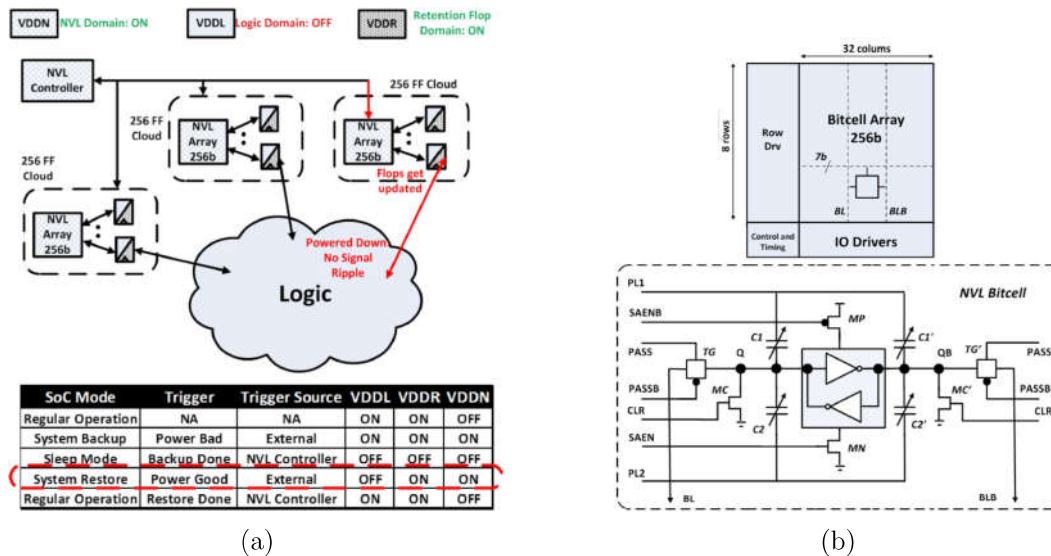 VDDN NVL Domain: ON
VDDL Logic Domain: OFF
VDDR Retention Flop
Domain: ON
NVL
Controller
256 FF Cloud
NVL
Array
256b
Flops get
updated
256 FF
Cloud
NVL
Array
256b
256 FF
Cloud
NVL
Array
256b
Powered Down
No Signal
Ripple
Logic
SoC Mode Trigger Trigger Source VDDL VDDR VDDN
Regular Operation NA NA ON ON OFF
System Backup Power Bad External ON ON ON
Sleep Mode Backup Done NVL Controller OFF OFF OFF
System Restore Power Good External OFF ON ON
Regular Operation Restore Done NVL Controller ON ON OFF
(a)
32 colums
8 rows
Row
Drv
Bitcell Array
256b
7b
BL
BLB
Control and
Timing
IO Drivers
NVL Bitcell
PL1
SAENB
MP
C1
C1'
PASS
TG
Q
QB
TG'
PASS
PASSB
MC
MC'
PASSB
CLR
C2
C2'
CLR
SAEN
MN
PL2
BL
BLB
(b)